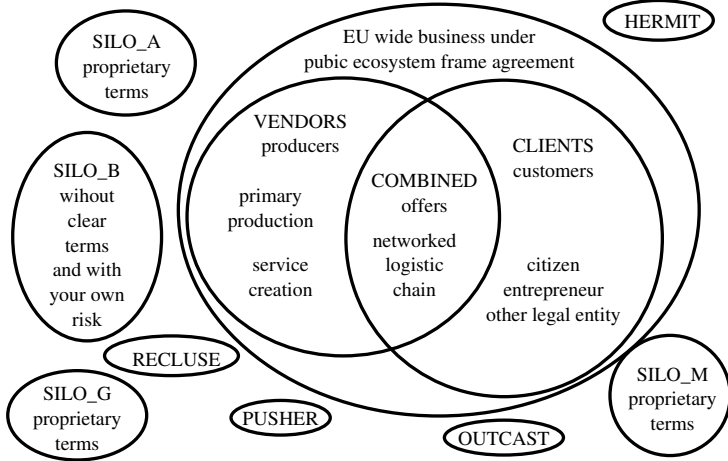 HERMIT
SILO_A
proprietary
terms
EU wide business under
pubic ecosystem frame agreement
VENDORS
producers
primary
production
service
creation
COMBINED
offers
networked
logistic
chain
CLIENTS
customers
citizen
entrepreneur
other legal entity
SILO_B
wihout
clear
terms
and with
your own
risk
RECLUSE
SILO_G
proprietary
terms
PUSHER
OUTCAST
SILO_M
proprietary
terms